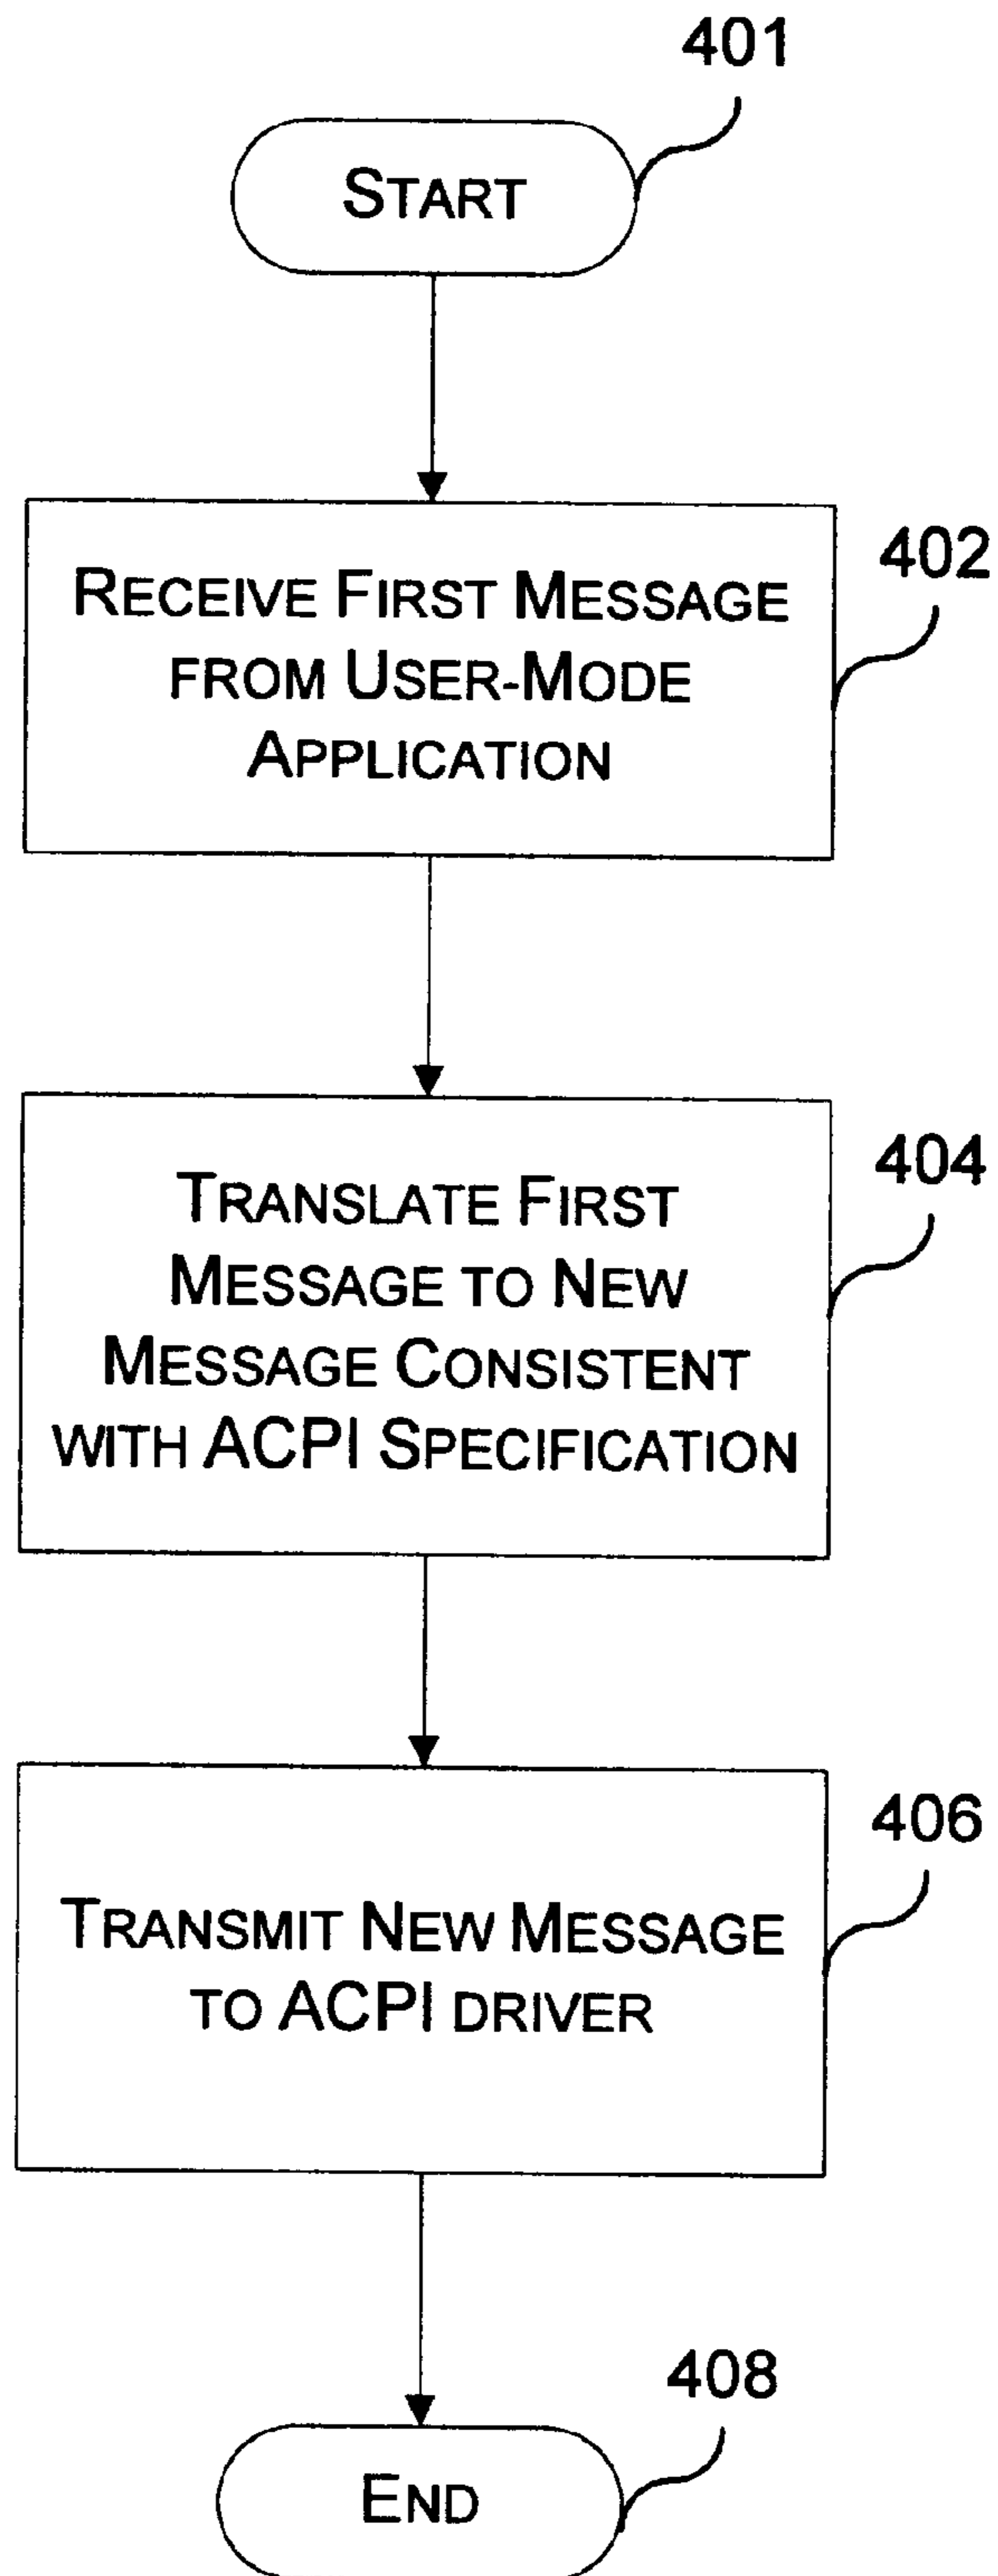 401
START
RECEIVE FIRST MESSAGE
FROM USER-MODE
APPLICATION
402
TRANSLATE FIRST
MESSAGE TO NEW
MESSAGE CONSISTENT
WITH ACPI SPECIFICATION
404
TRANSMIT NEW MESSAGE
TO ACPI DRIVER
406
408
END